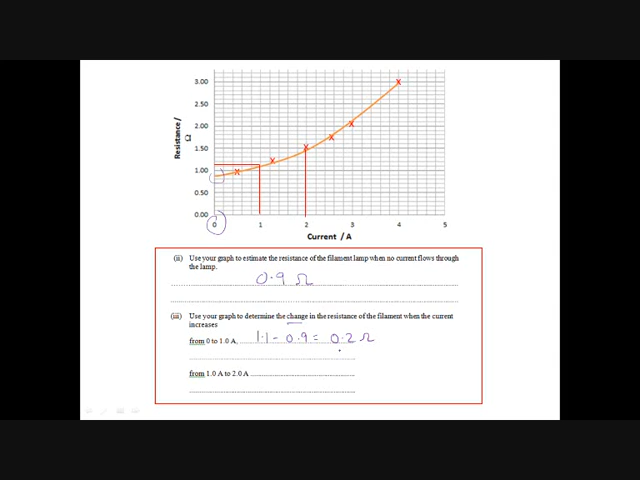 3.00
2.50
2.00
1.50
1.00
0.50
0.00
Resistance / Ω
0 1 2 3 4 5
Current / A
(ii) Use your graph to estimate the resistance of the filament lamp when no current flows through
the lamp.
0.9 Ω
(iii) Use your graph to determine the change in the resistance of the filament when the current
increases
from 0 to 1.0 A, 1.1 - 0.9 = 0.2 Ω
from 1.0 A to 2.0 A